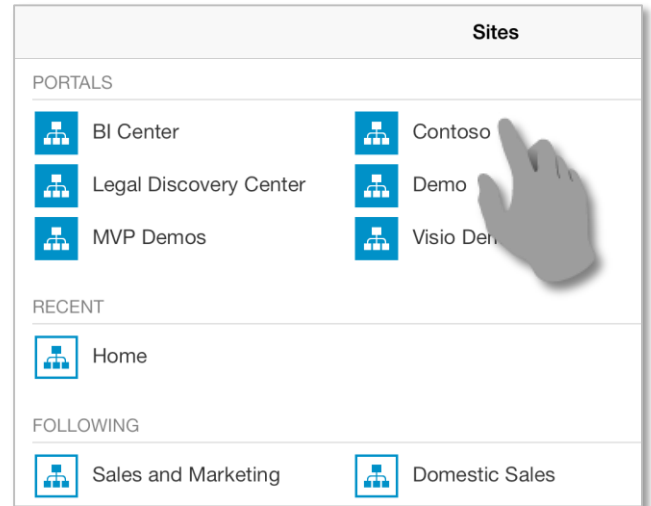 Sites
PORTALS
BI Center
Contoso
Legal Discovery Center
Demo
MVP Demos
Visio
RECENT
Home
FOLLOWING
Sales and Marketing
Domestic Sales